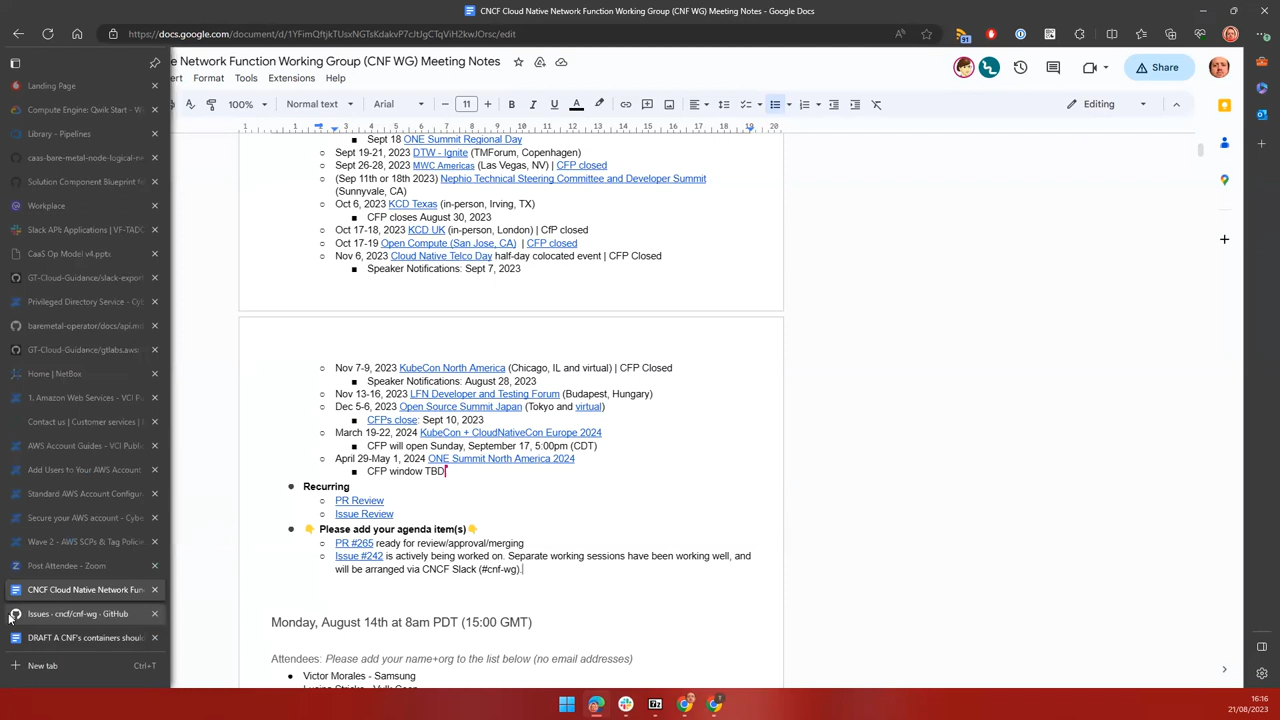 CNCF Cloud Native Network Function Working Group (CNF WG) Meeting Notes - Google Docs
https://docs.google.com/document/d/1YFimQftjkTUsxNGTsKdakvP7cJtJgCTqViH2kwJOrsc/edit
Landing Page
Network Function Working Group (CNF WG) Meeting Notes
Share
Format Tools Extensions Help
Compute Engine: Qwik Start - VE
100% Normal text Arial 11 Editing
Library - Pipelines
Sept 18 ONE Summit Regional Day
Sept 19-21, 2023 DTW - Ignite (TMForum, Copenhagen)
caas-bare-metal-node-logical-ne
Sept 26-28, 2023 MWC Americas (Las Vegas, NV) | CFP closed
Solution Component Blueprint fo
(Sep 11th or 18th 2023) Nephio Technical Steering Committee and Developer Summit
(Sunnyvale, CA)
Workplace
Oct 6, 2023 KCD Texas (in-person, Irving, TX)
CFP closes August 30, 2023
Slack API: Applications | VF-TADC
Oct 17-18, 2023 KCD UK (in-person, London) | CfP closed
Oct 17-19 Open Compute (San Jose, CA) | CFP closed
CaaS Op Model v4.pptx
Nov 6, 2023 Cloud Native Telco Day half-day colocated event | CFP Closed
Speaker Notifications: Sept 7, 2023
GT-Cloud-Guidance/slack-export
Privileged Directory Service - Cyb
baremetal-operator/docs/api.md
GT-Cloud-Guidance/gtlabs.aws
Nov 7-9, 2023 KubeCon North America (Chicago, IL and virtual) | CFP Closed
Home | NetBox
Speaker Notifications: August 28, 2023
Nov 13-16, 2023 LFN Developer and Testing Forum (Budapest, Hungary)
1. Amazon Web Services - VCI P
Dec 5-6, 2023 Open Source Summit Japan (Tokyo and virtual)
CFPs close: Sept 10, 2023
Contact us | Customer services |
March 19-22, 2024 KubeCon + CloudNativeCon Europe 2024
AWS Account Guides - VCI Public
CFP will open Sunday, September 17, 5:00pm (CDT)
April 29-May 1, 2024 ONE Summit North America 2024
Add Users to Your AWS Account
CFP window TBD
Recurring
Standard AWS Account Configur
PR Review
Issue Review
Secure your AWS account - Cybe
👇 Please add your agenda item(s)👇
Wave 2 - AWS SCPs & Tag Policie
PR #265 ready for review/approval/merging
Issue #242 is actively being worked on. Separate working sessions have been working well, and
Post Attendee - Zoom
will be arranged via CNCF Slack (#cnf-wg).
CNCF Cloud Native Network Fun
Issues · cncf/cnf-wg · GitHub
Monday, August 14th at 8am PDT (15:00 GMT)
DRAFT A CNF's containers should
Attendees: Please add your name+org to the list below (no email addresses)
New tab Ctrl+T
Victor Morales - Samsung
16:16
21/08/2023